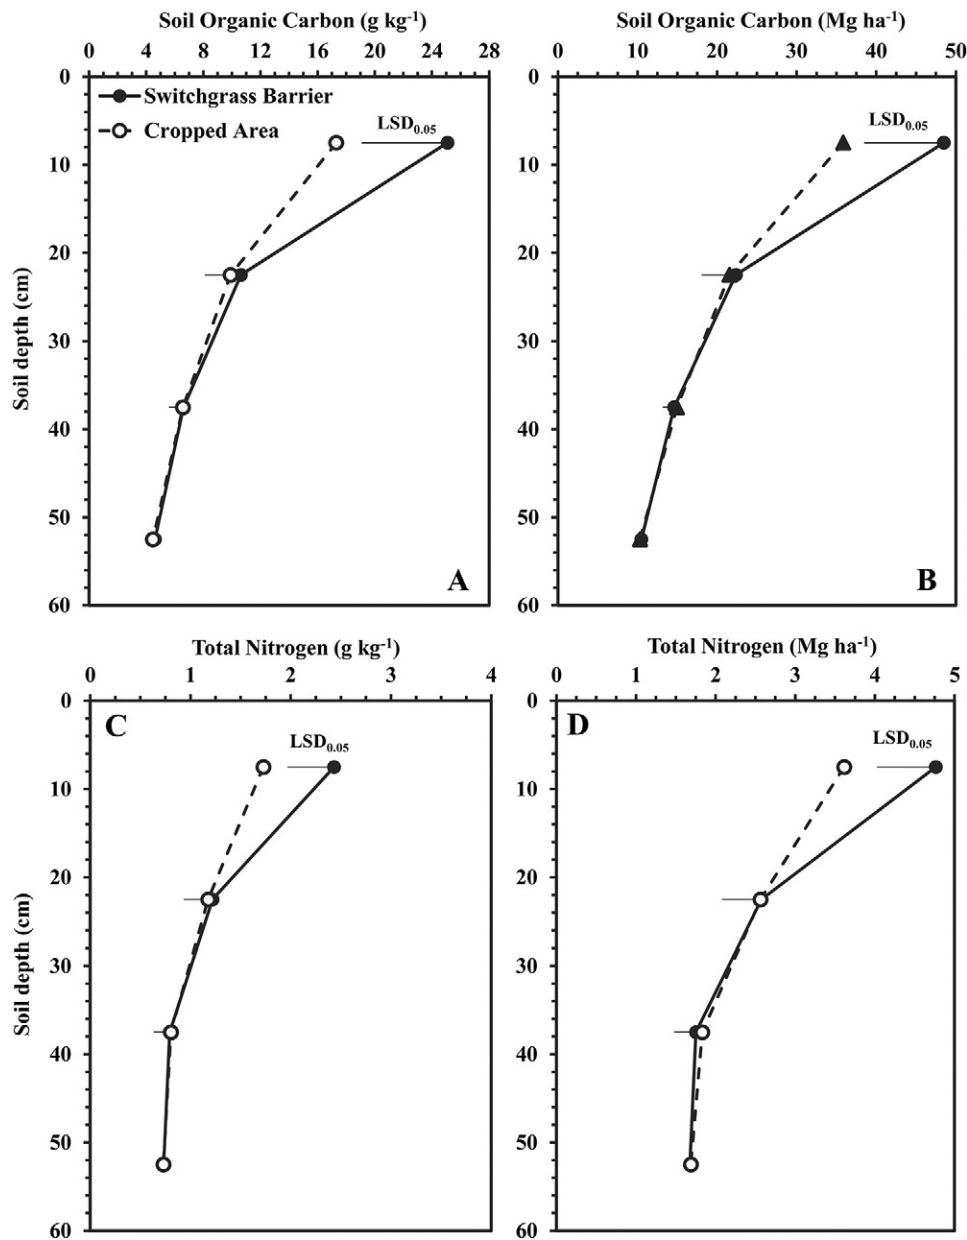 Soil Organic Carbon (g kg⁻¹)
0 4 8 12 16 20 24 28
Soil depth (cm)
0
10
20
30
40
50
60
Switchgrass Barrier
Cropped Area
LSD₀.₀₅
A
Soil Organic Carbon (Mg ha⁻¹)
0 10 20 30 40 50
0
10
20
30
40
50
60
LSD₀.₀₅
B
Total Nitrogen (g kg⁻¹)
0 1 2 3 4
Soil depth (cm)
0
10
20
30
40
50
60
C
LSD₀.₀₅
Total Nitrogen (Mg ha⁻¹)
0 1 2 3 4 5
0
10
20
30
40
50
60
D
LSD₀.₀₅